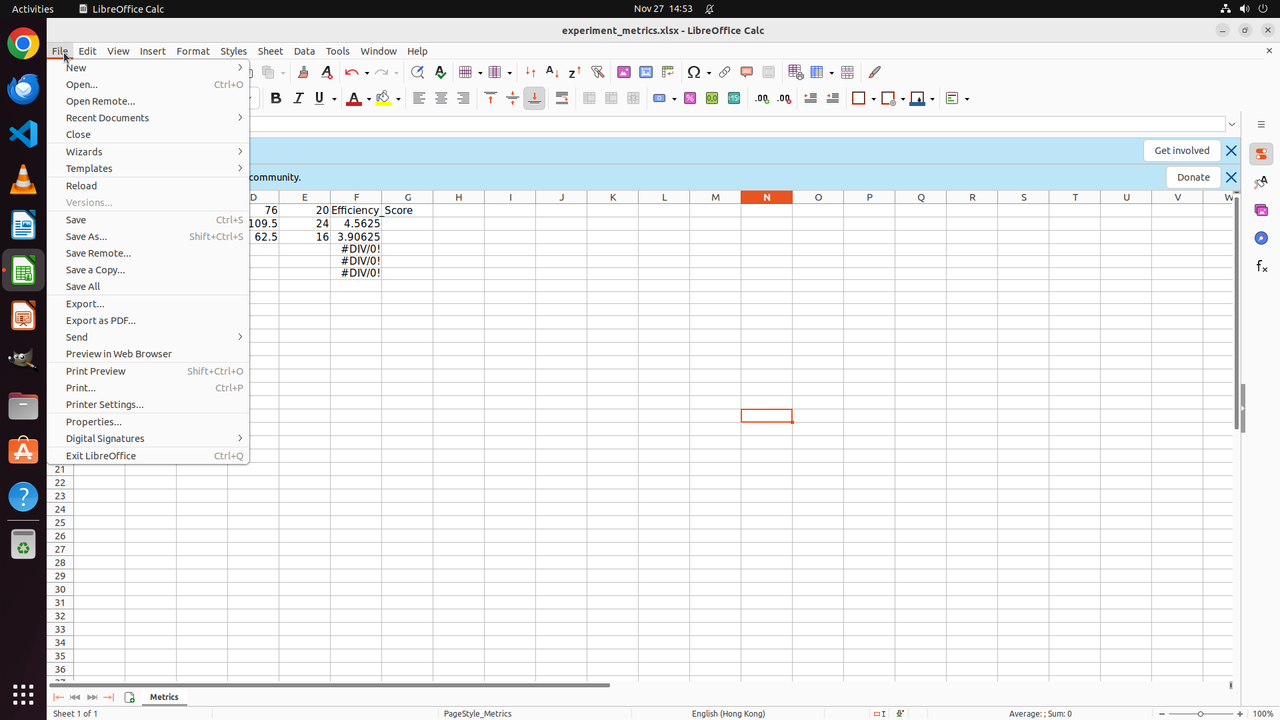 Activities
LibreOffice Calc
Nov 27 14:53
experiment_metrics.xlsx - LibreOffice Calc
File Edit View Insert Format Styles Sheet Data Tools Window Help
New
Open... Ctrl+O
Open Remote...
Recent Documents
Close
Wizards
Templates
Reload
Versions...
Save Ctrl+S
Save As... Shift+Ctrl+S
Save Remote...
Save a Copy...
Save All
Export...
Export as PDF...
Send
Preview in Web Browser
Print Preview Shift+Ctrl+O
Print... Ctrl+P
Printer Settings...
Properties...
Digital Signatures
Exit LibreOffice Ctrl+Q
Get involved
community.
Donate
D E F G H I J K L M N O P Q R S T U V W
76 20 Efficiency_Score
109.5 24 4.5625
62.5 16 3.90625
#DIV/0!
#DIV/0!
#DIV/0!
21
22
23
24
25
26
27
28
29
30
31
32
33
34
35
36
37
Metrics
Sheet 1 of 1
PageStyle_Metrics
English (Hong Kong)
Average: ; Sum: 0
100%